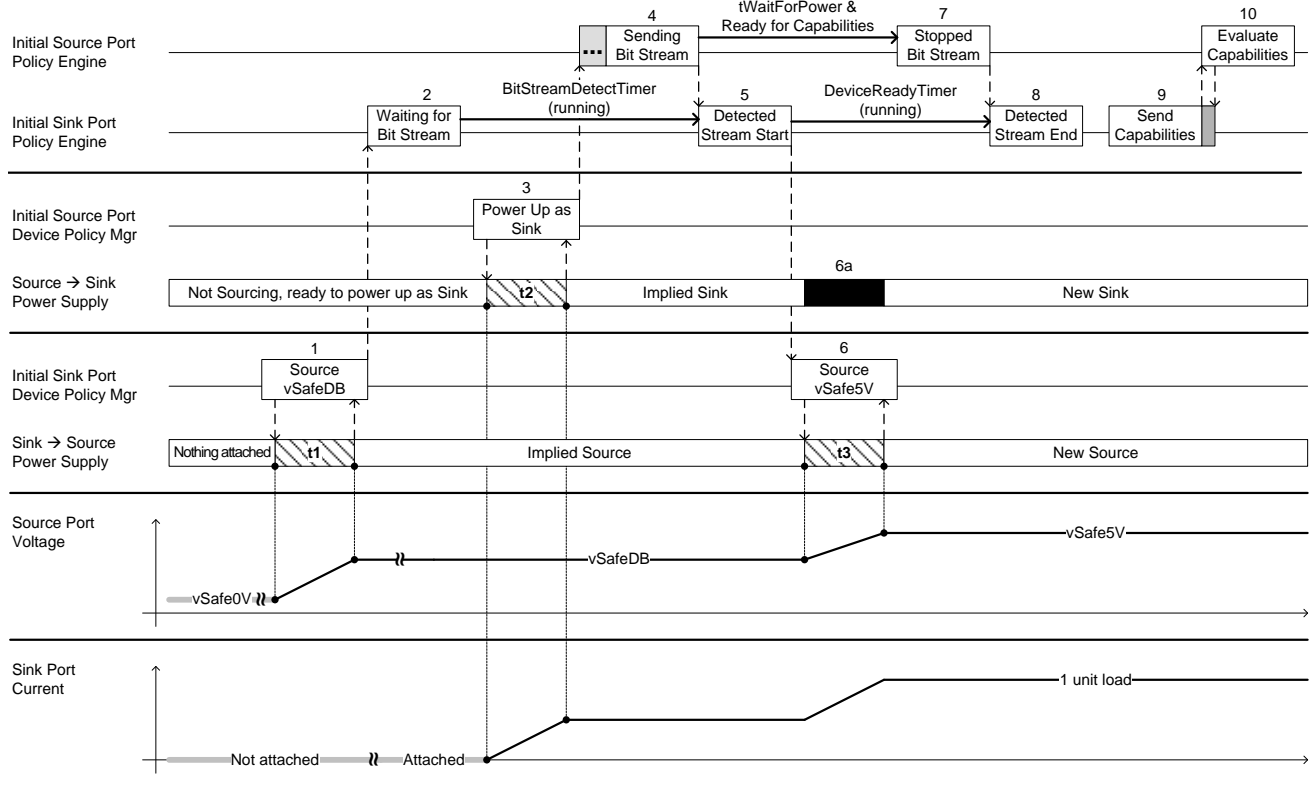 tWaitForPower &
Ready for Capabilities
4
7
10
Initial Source Port
Policy Engine
...
Sending
Bit Stream
Stopped
Bit Stream
Evaluate
Capabilities
BitStreamDetectTimer
(running)
DeviceReadyTimer
(running)
2
5
8
9
Initial Sink Port
Policy Engine
Waiting for
Bit Stream
Detected
Stream Start
Detected
Stream End
Send
Capabilities
3
Initial Source Port
Device Policy Mgr
Power Up as
Sink
6a
Source → Sink
Power Supply
Not Sourcing, ready to power up as Sink
t2
Implied Sink
New Sink
1
6
Initial Sink Port
Device Policy Mgr
Source
vSafeDB
Source
vSafe5V
Sink → Source
Power Supply
Nothing attached
t1
Implied Source
t3
New Source
Source Port
Voltage
vSafe5V
vSafeDB
vSafe0V
Sink Port
Current
1 unit load
Not attached
Attached